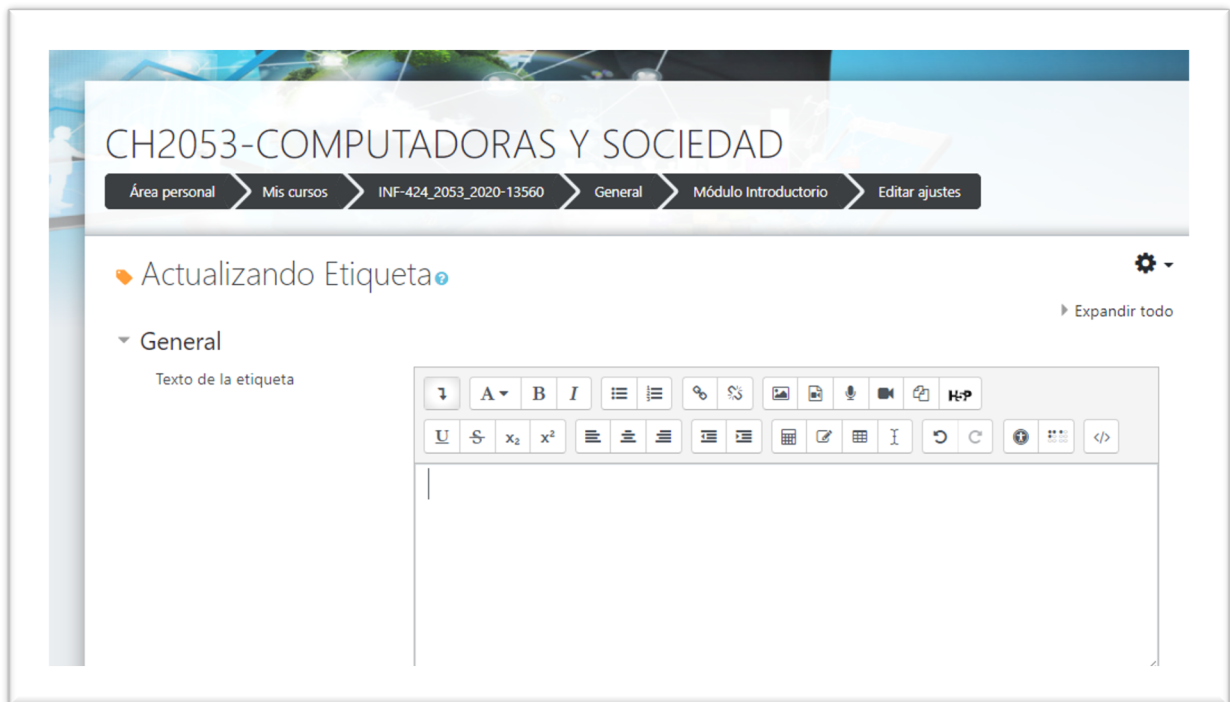 CH2053-COMPUTADORAS Y SOCIEDAD
Área personal Mis cursos INF-424_2053_2020-13560 General Módulo Introductorio Editar ajustes
Actualizando Etiqueta
Expandir todo
General
Texto de la etiqueta
A B I H5P
U S x₂ x² </>